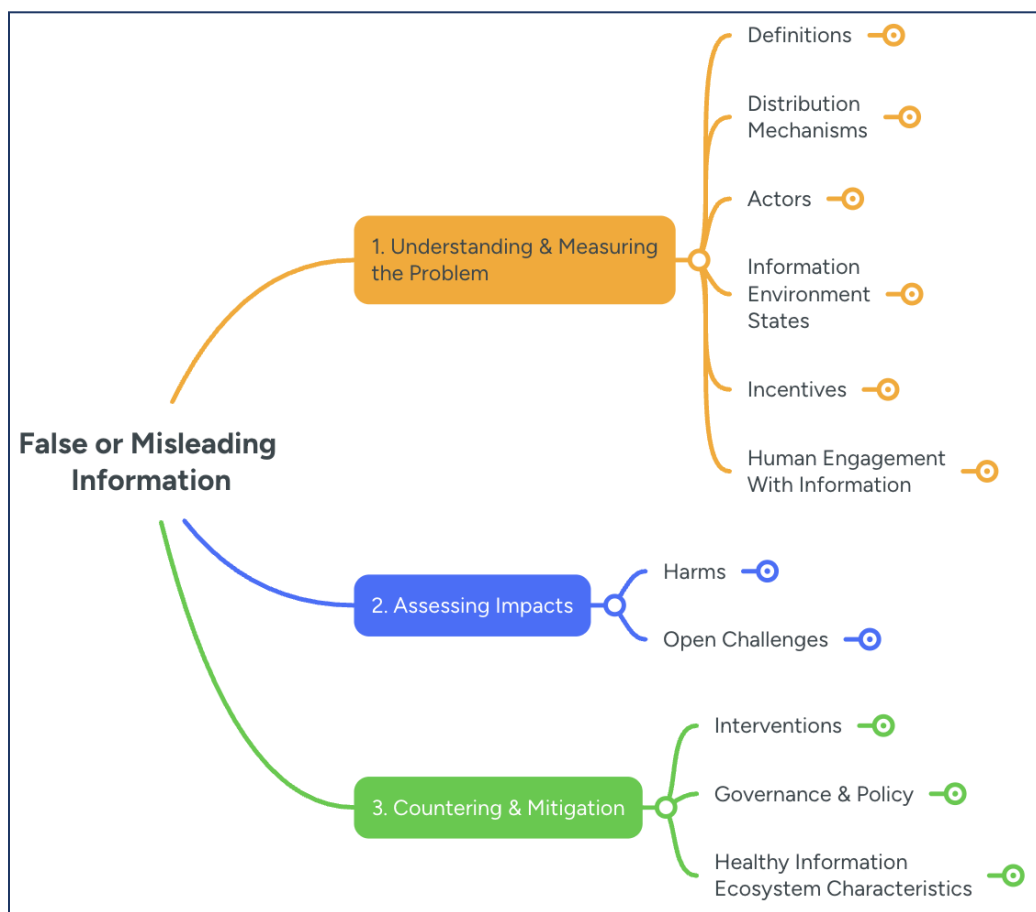 False or Misleading
Information
1. Understanding & Measuring
the Problem
Definitions
Distribution
Mechanisms
Actors
Information
Environment
States
Incentives
Human Engagement
With Information
2. Assessing Impacts
Harms
Open Challenges
3. Countering & Mitigation
Interventions
Governance & Policy
Healthy Information
Ecosystem Characteristics